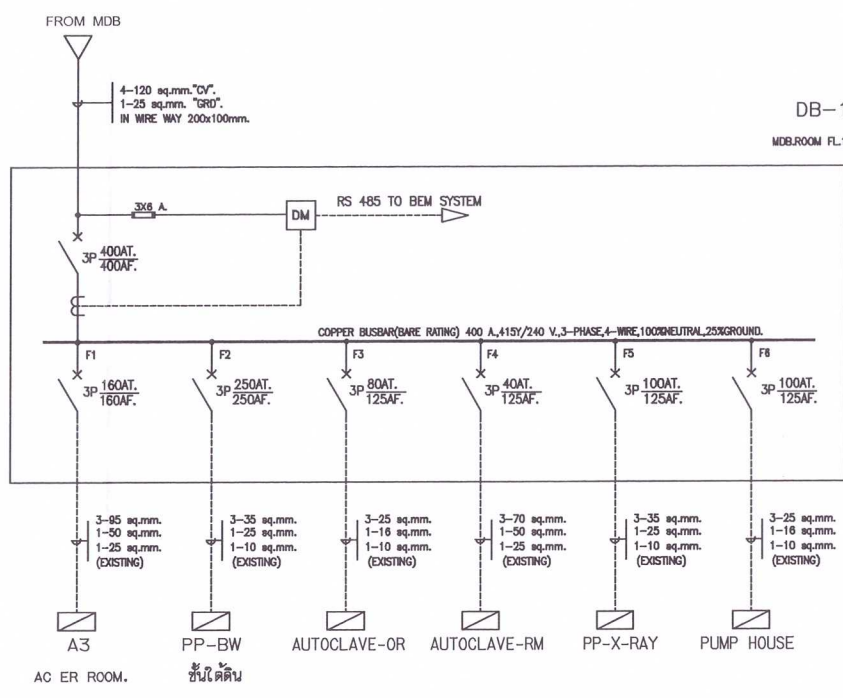 FROM MDB
4-120 sq.mm."CV".
1-25 sq.mm. "GRD".
IN WIRE WAY 200x100mm.
DB-1
MDB.ROOM FL.
3X6 A.
DM
RS 485 TO BEM SYSTEM
3P 400AT.
400AF.
COPPER BUSBAR(BARE RATING) 400 A.,415Y/240 V.,3-PHASE,4-WIRE,100%NEUTRAL,25%GROUND.
F1 F2 F3 F4 F5 F6
3P 160AT. 3P 250AT. 3P 80AT. 3P 40AT. 3P 100AT. 3P 100AT.
160AF. 250AF. 125AF. 125AF. 125AF. 125AF.
3-95 sq.mm. 3-35 sq.mm. 3-25 sq.mm. 3-70 sq.mm. 3-35 sq.mm. 3-25 sq.mm.
1-50 sq.mm. 1-25 sq.mm. 1-16 sq.mm. 1-50 sq.mm. 1-25 sq.mm. 1-16 sq.mm.
1-25 sq.mm. 1-10 sq.mm. 1-10 sq.mm. 1-25 sq.mm. 1-10 sq.mm. 1-10 sq.mm.
(EXISTING) (EXISTING) (EXISTING) (EXISTING) (EXISTING) (EXISTING)
A3 PP-BW AUTOCLAVE-OR AUTOCLAVE-RM PP-X-RAY PUMP HOUSE
AC ER ROOM. ชั้นใต้ดิน